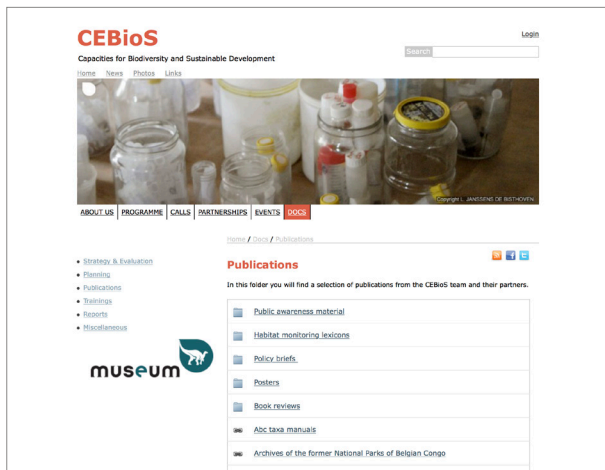 CEBioS
Login
Capacities for Biodiversity and Sustainable Development
Search
Home News Photos Links
Copyright L. JANSSENS DE BISTHOVEN
ABOUT US PROGRAMME CALLS PARTNERSHIPS EVENTS DOCS
Home / Docs / Publications
Strategy & Evaluation
Planning
Publications
Trainings
Reports
Miscellaneous
museum
Publications
In this folder you will find a selection of publications from the CEBioS team and their partners.
Public awareness material
Habitat monitoring lexicons
Policy briefs
Posters
Book reviews
Abc taxa manuals
Archives of the former National Parks of Belgian Congo